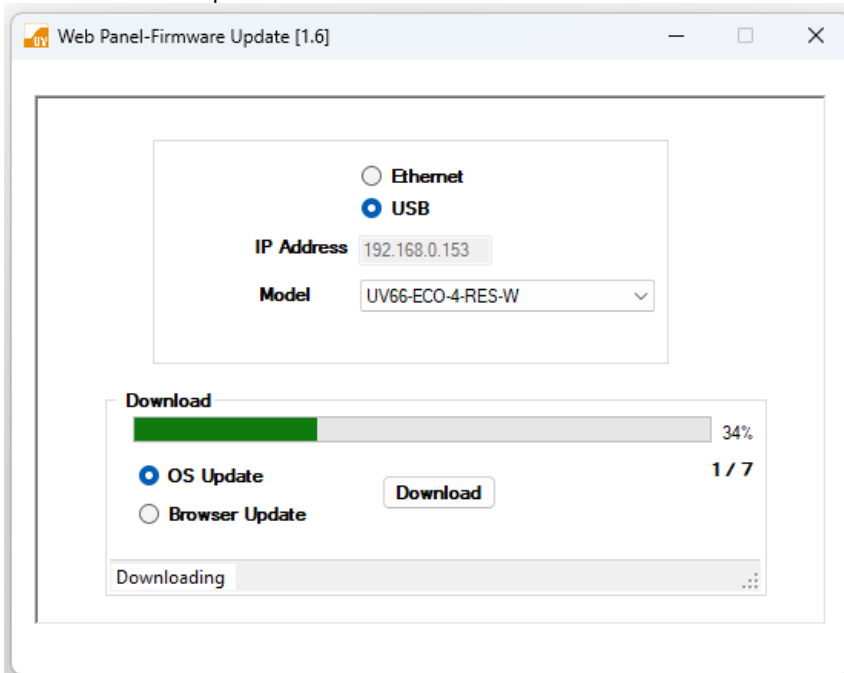 UV Web Panel-Firmware Update [1.6]
Ethernet
USB
IP Address 192.168.0.153
Model UV66-ECO-4-RES-W
Download
34%
OS Update 1 / 7
Download
Browser Update
Downloading